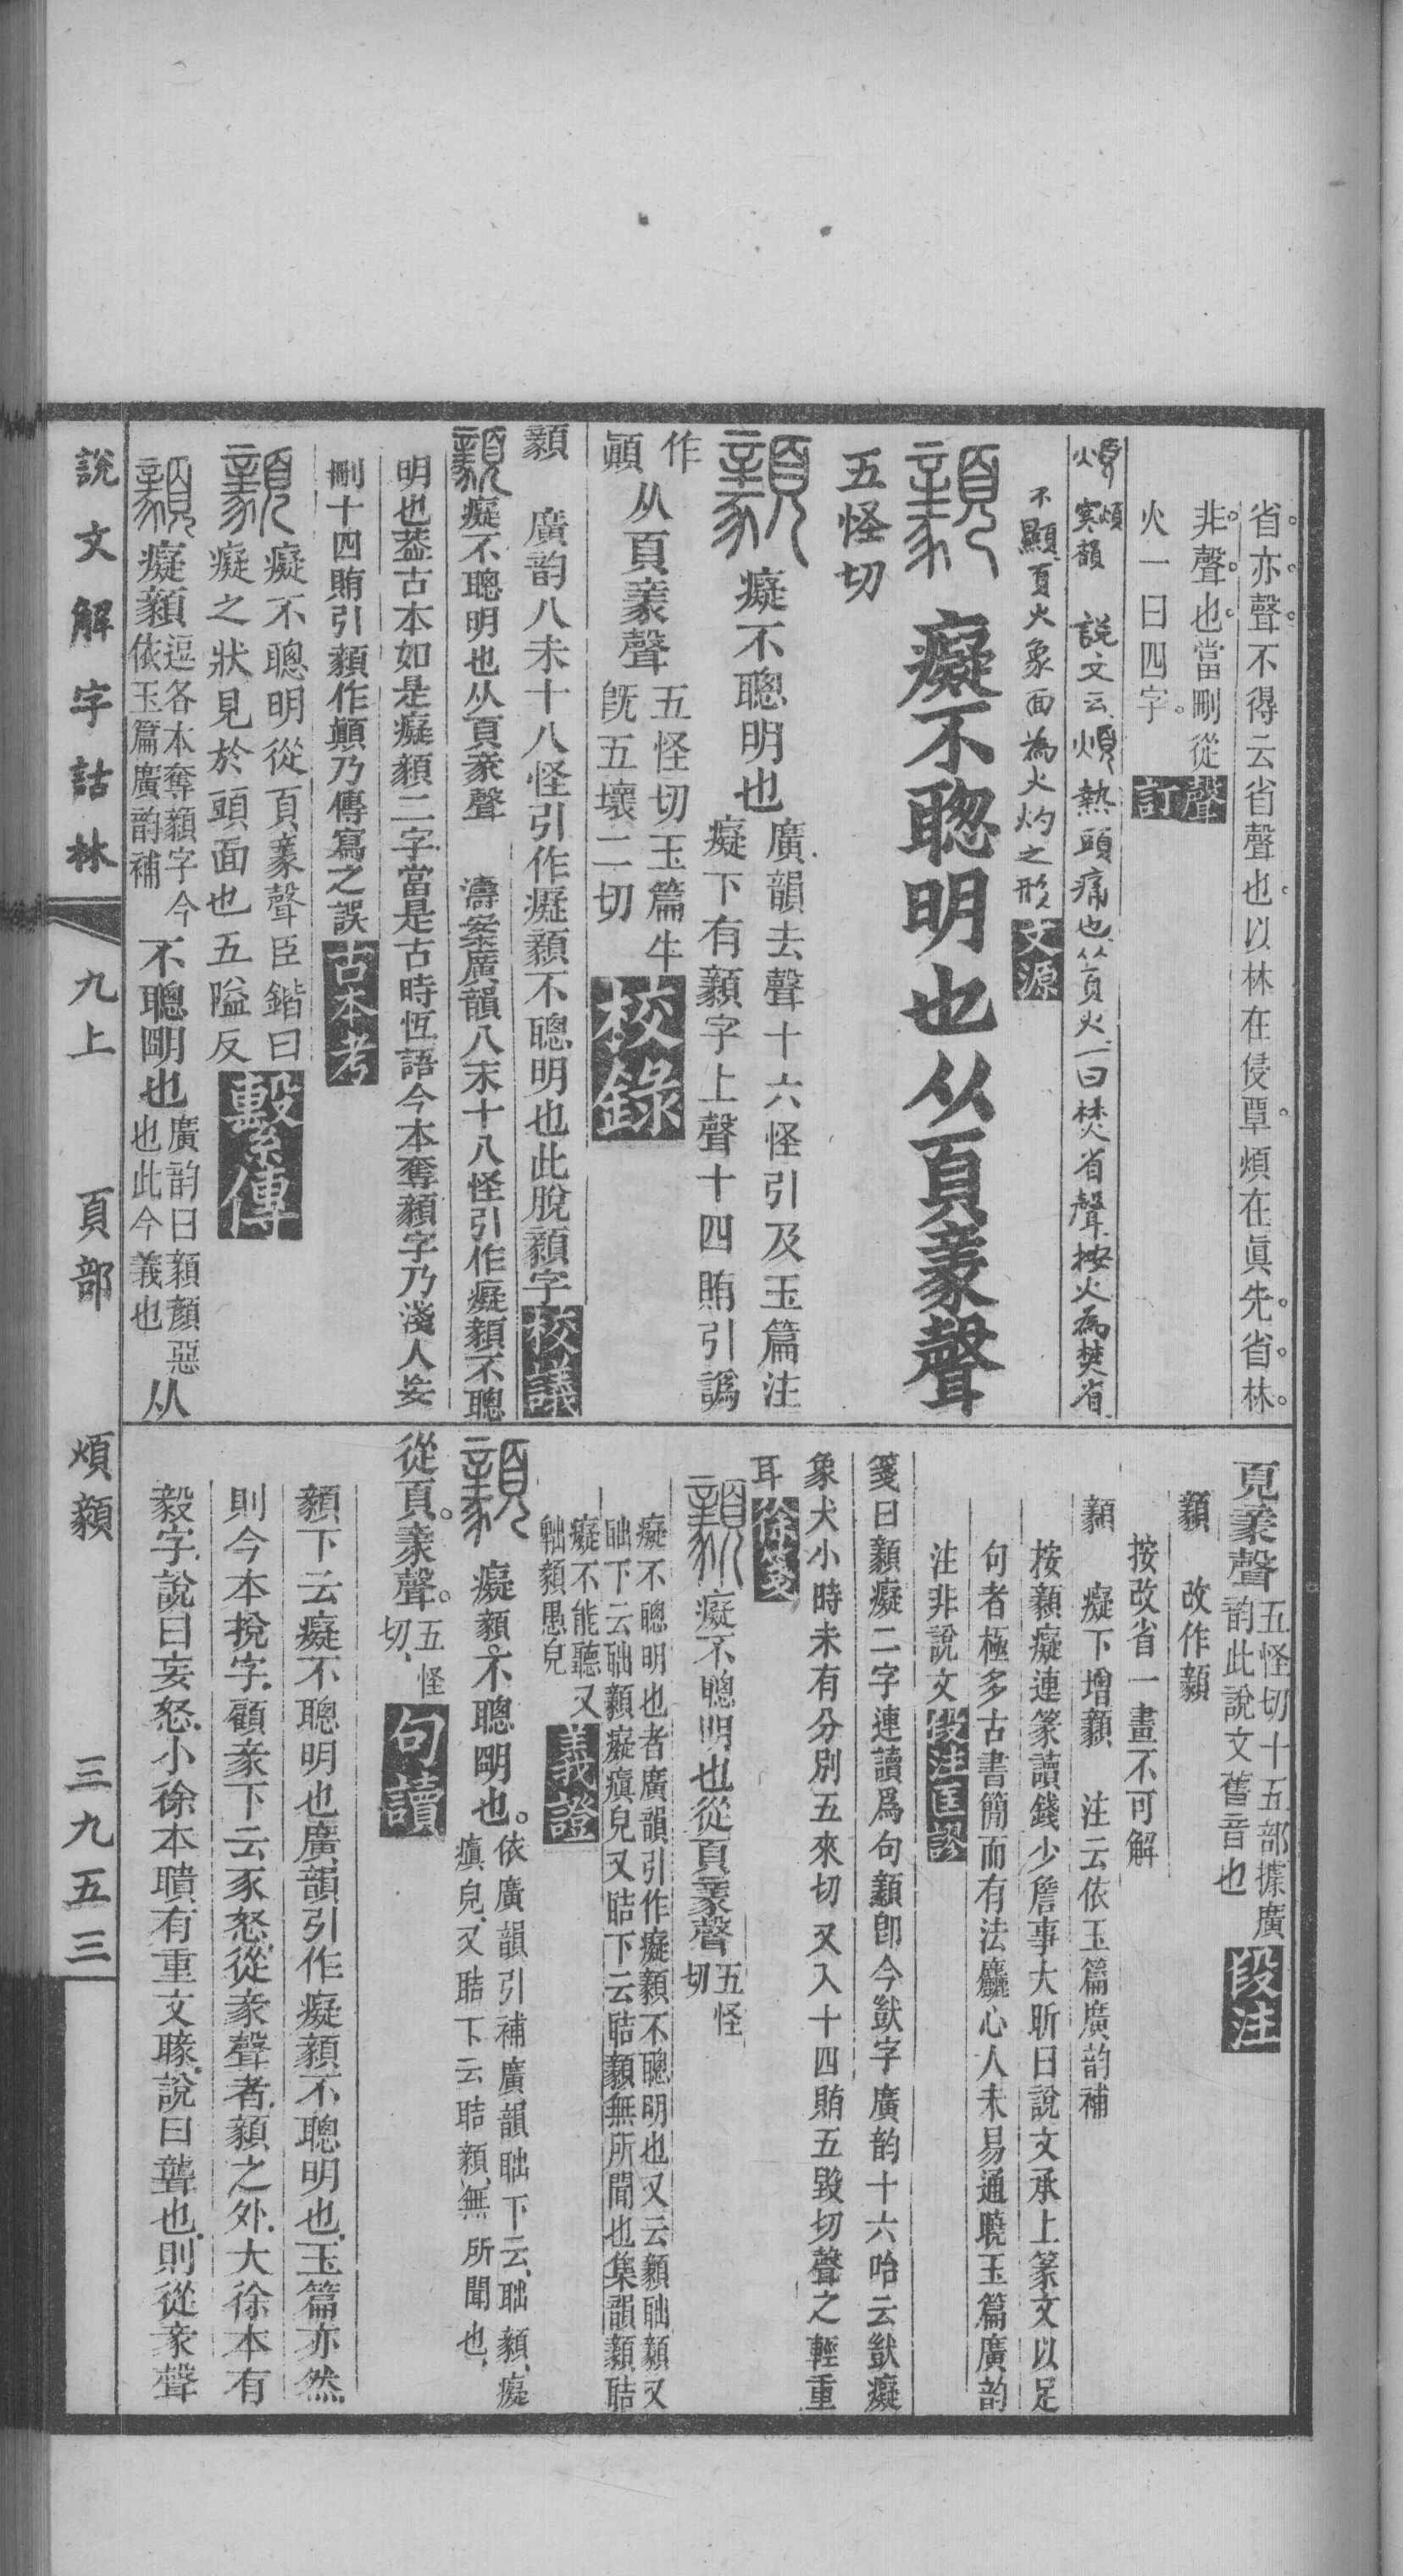 省亦聲不得云省聲也以林在侵覃煩在眞先省林
非聲也當刪從
火一曰四字 聲訂
煩 寒韻 說文云煩熱頭痛也从頁火一曰焚省聲按火為焚省
不顯頁火象面為火灼之形 文源
顡 癡不聰明也从頁豙聲
五怪切
顡 癡不聰明也 廣韻去聲十六怪引及玉篇注
癡下有顡字上聲十四賄引譌
作
顚 从頁豙聲 五怪切玉篇牛
旣五壞二切 校錄
顡 廣韵八未十八怪引作癡顡不聰明也此脫顡字 校議
顡癡不聰明也从頁豙聲 濤案廣韻八未十八怪引作癡顡不聰
明也葢古本如是癡顡二字當是古時恆語今本奪顡字乃淺人妄
刪十四賄引顡作顚乃傳寫之誤 古本考
顡 癡不聰明從頁豙聲臣鍇曰
癡之狀見於頭面也五隘反 繫傳
顡 癡顡 逗各本奪顡字今
依玉篇廣韵補 不聰朙也 廣韵曰顡顏惡
也此今義也 从
頁豙聲 五怪切十五部據廣
韵此說文舊音也 段注
顡 改作顡
按改省一畫不可解
顡 癡下增顡 注云依玉篇廣韵補
按顡癡連篆讀錢少詹事大昕曰說文承上篆文以足
句者極多古書簡而有法麤心人未易通曉玉篇廣韵
注非說文 段注匡謬
箋曰顡癡二字連讀爲句顡卽今獃字廣韵十六咍云獃癡
象犬小時未有分別五來切又入十四賄五毀切聲之輕重
耳 徐箋
顡 癡不聰明也從頁豙聲 五怪
切
癡不聰明也者廣韻引作癡顡不聰明也又云顡聉顡又
聉下云聉顡癡瘨皃又𦕲下云𦕲顡無所聞也集韻顡𦕲
癡不能聽又
聉顡愚皃 義證
顡 癡顡不聰朙也 依廣韻引補廣韻聉下云聉顡癡
瘨皃又𦕲下云𦕲顡無所聞也
從頁豙聲 五怪
切 句讀
顡下云癡不聰明也廣韻引作癡顡不聰明也玉篇亦然
則今本挩字顧豙下云豕怒從豙聲者顡之外大徐本有
毅字說曰妄怒小徐本聵有重文𦗕說曰聾也則從豙聲
說文解字詁林 九上 頁部 煩顡 三九五三